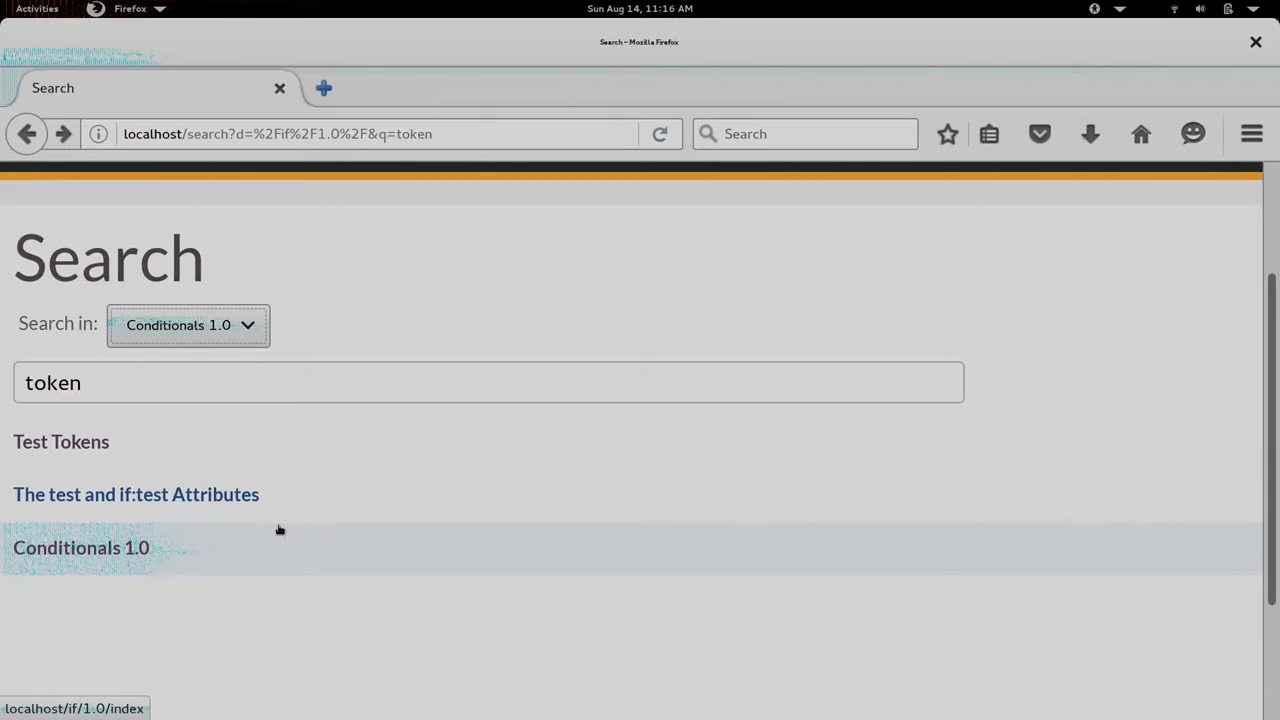 Activities Firefox Sun Aug 14, 11:16 AM
Search - Mozilla Firefox
Search
localhost/search?d=%2Fif%2F1.0%2F&q=token Search
Search
Search in: Conditionals 1.0
token
Test Tokens
The test and if:test Attributes
Conditionals 1.0
localhost/if/1.0/index